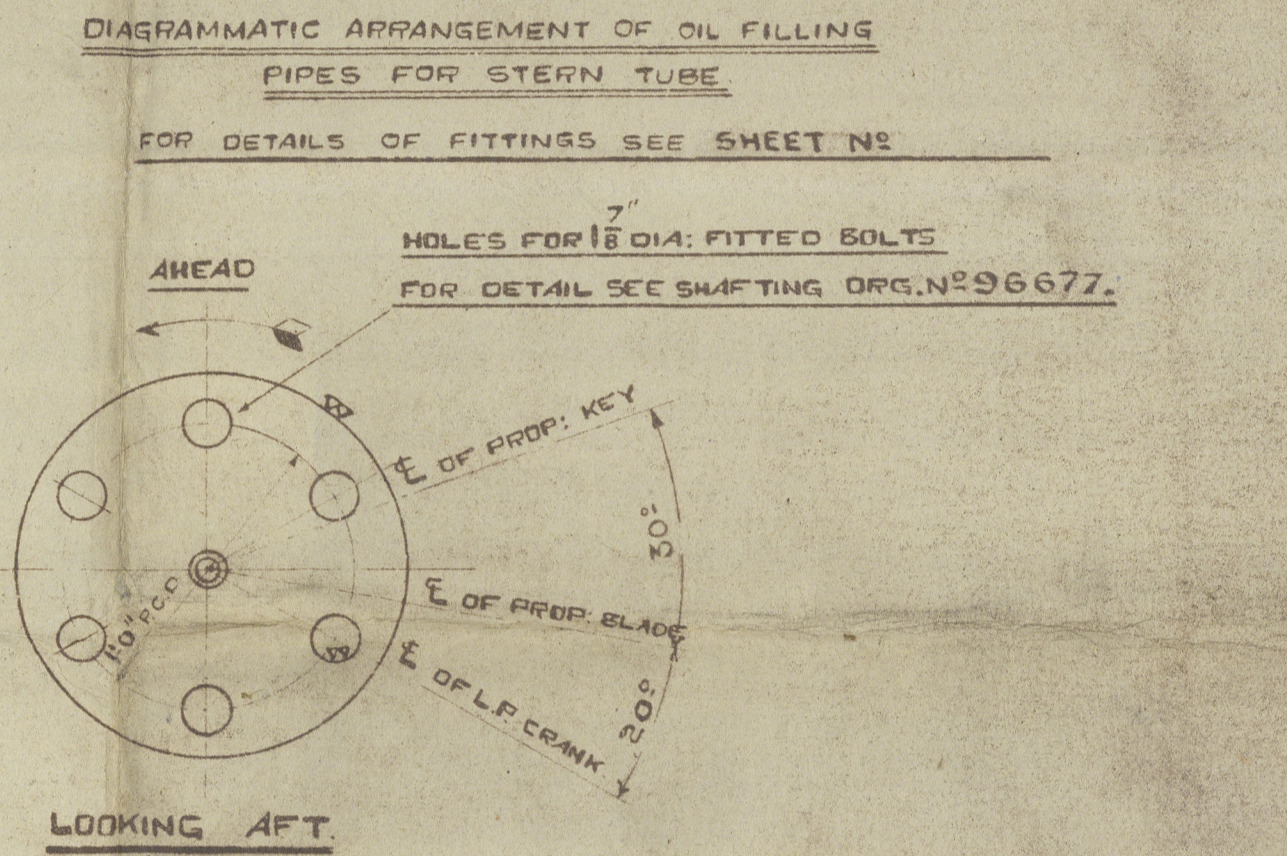 DIAGRAMMATIC ARRANGEMENT OF OIL FILLING
PIPES FOR STERN TUBE.
FOR DETAILS OF FITTINGS SEE SHEET Nº
HOLES FOR 1 7/8" DIA: FITTED BOLTS
FOR DETAIL SEE SHAFTING DRG. Nº 96677.
AHEAD
℄ OF PROP: KEY
30°
℄ OF PROP: BLADE
1'0" P.C.D
℄ OF L.P. CRANK
20°
LOOKING AFT.